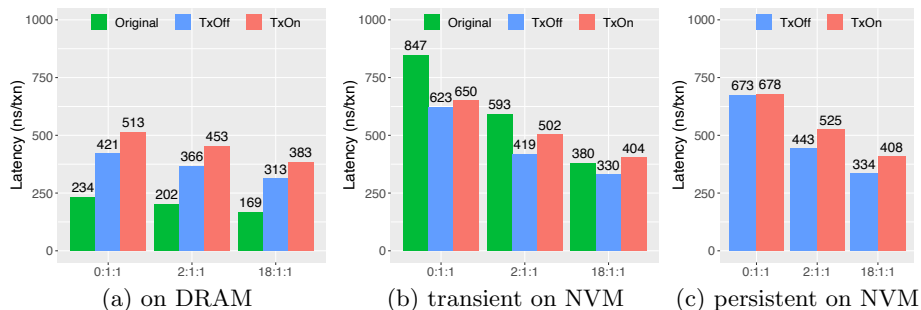 1000
750
500
250
0
Latency (ns/txn)
Original TxOff TxOn
234 421 513
202 366 453
169 313 383
0:1:1 2:1:1 18:1:1
(a) on DRAM
1000
750
500
250
0
Latency (ns/txn)
Original TxOff TxOn
847 623 650
593 419 502
380 330 404
0:1:1 2:1:1 18:1:1
(b) transient on NVM
1000
750
500
250
0
Latency (ns/txn)
TxOff TxOn
673 678
443 525
334 408
0:1:1 2:1:1 18:1:1
(c) persistent on NVM